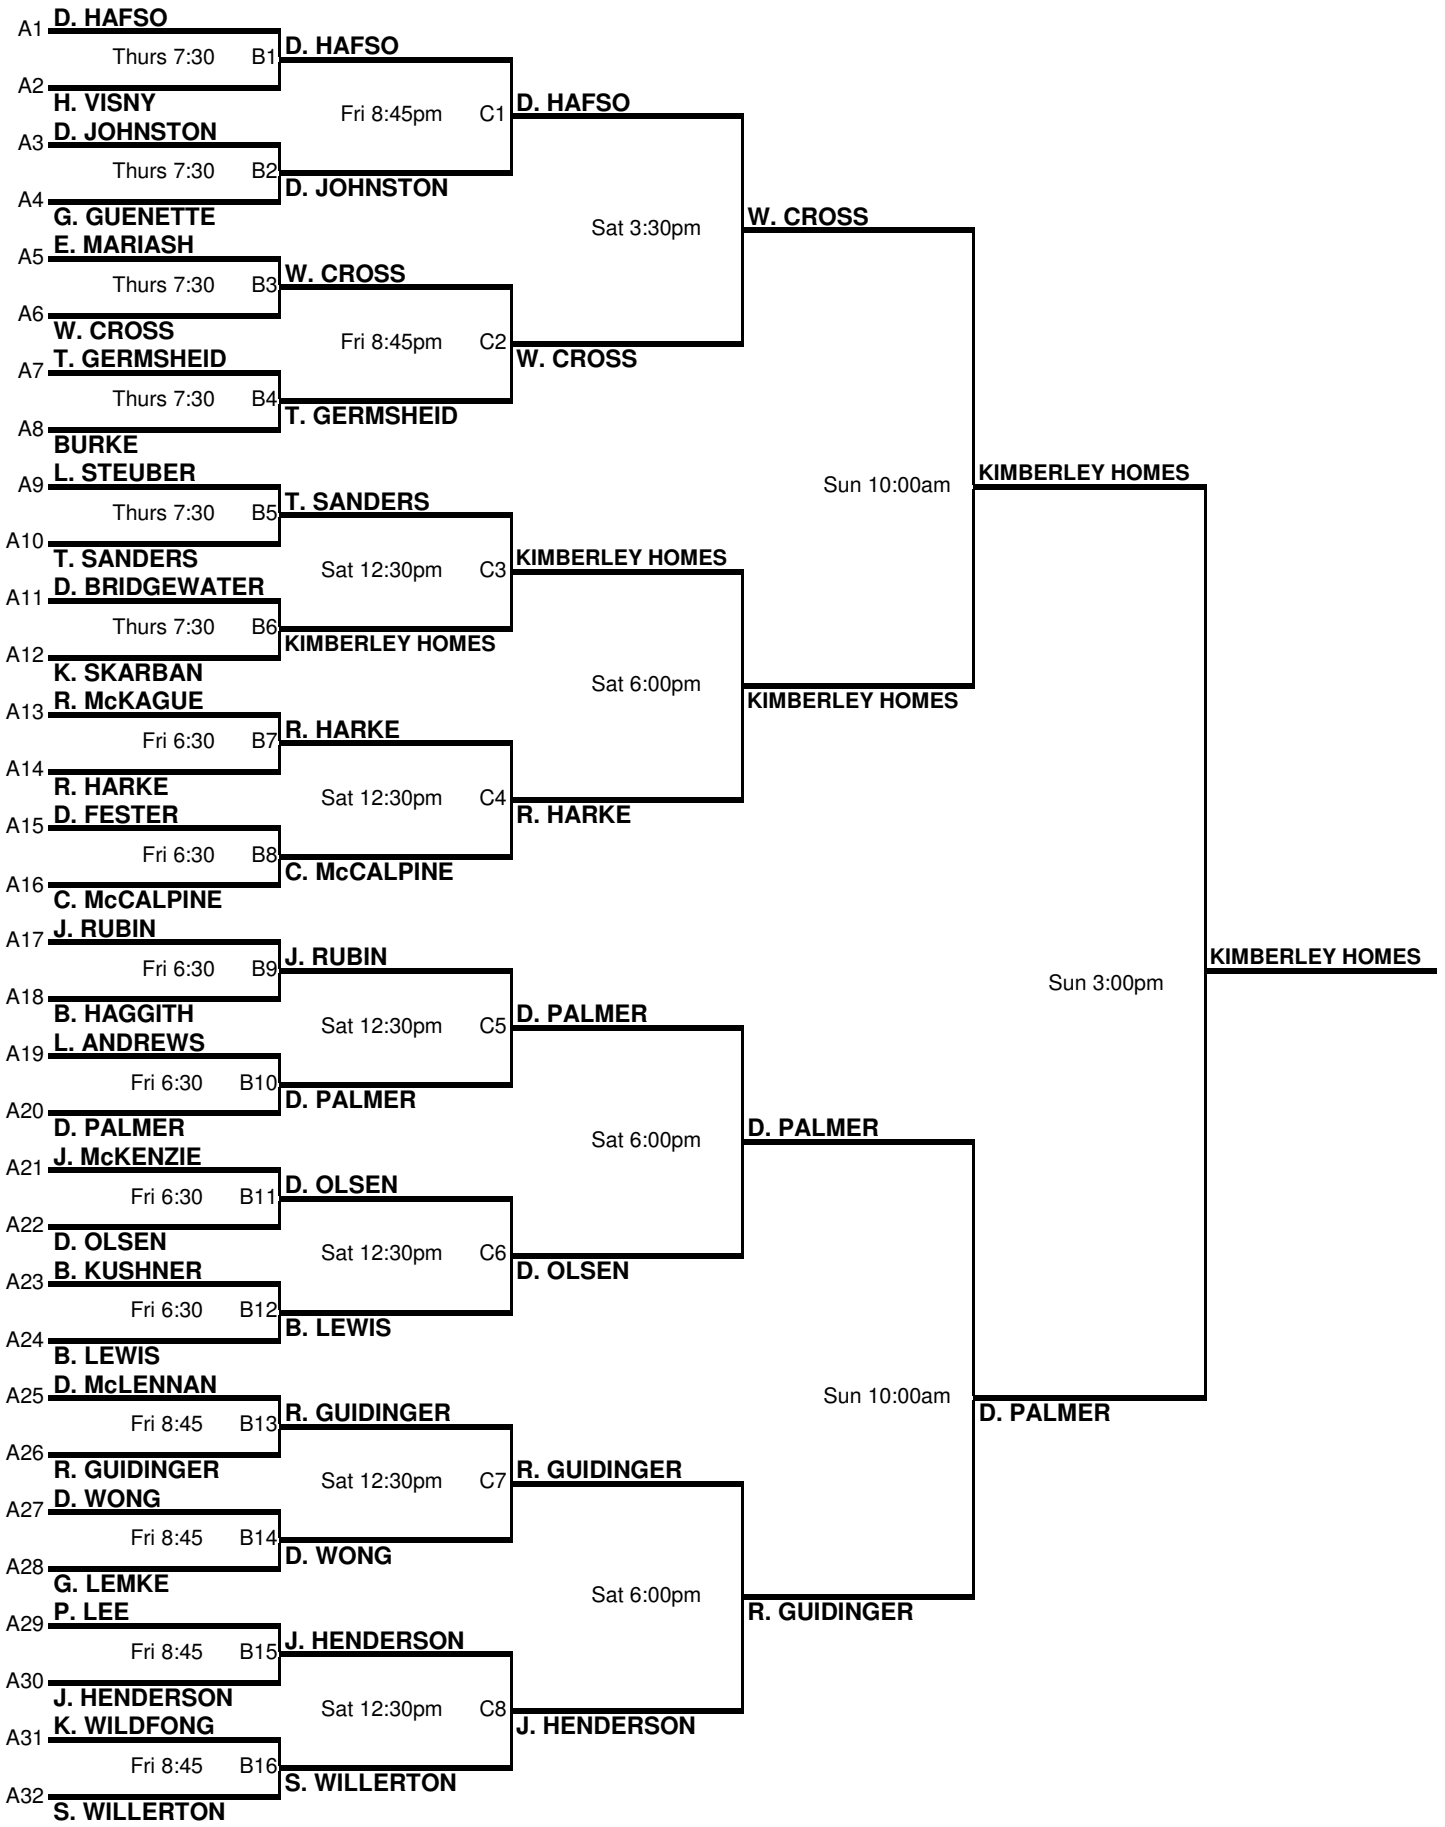 D. HAFSO
A1
D. HAFSO
Thurs 7:30 B1
A2
H. VISNY
D. HAFSO
Fri 8:45pm C1
D. JOHNSTON
A3
Thurs 7:30 B2
D. JOHNSTON
A4
G. GUENETTE
W. CROSS
Sat 3:30pm
E. MARIASH
A5
W. CROSS
Thurs 7:30 B3
A6
W. CROSS
Fri 8:45pm C2
W. CROSS
T. GERMSHEID
A7
Thurs 7:30 B4
T. GERMSHEID
A8
BURKE
L. STEUBER
KIMBERLEY HOMES
A9
Sun 10:00am
T. SANDERS
Thurs 7:30 B5
A10
T. SANDERS
KIMBERLEY HOMES
Sat 12:30pm C3
D. BRIDGEWATER
A11
Thurs 7:30 B6
KIMBERLEY HOMES
A12
K. SKARBAN
Sat 6:00pm
KIMBERLEY HOMES
R. McKAGUE
A13
R. HARKE
Fri 6:30 B7
A14
R. HARKE
Sat 12:30pm C4
R. HARKE
D. FESTER
A15
Fri 6:30 B8
C. McCALPINE
A16
C. McCALPINE
J. RUBIN
A17
J. RUBIN
KIMBERLEY HOMES
Fri 6:30 B9
Sun 3:00pm
A18
B. HAGGITH
D. PALMER
Sat 12:30pm C5
L. ANDREWS
A19
Fri 6:30 B10
D. PALMER
A20
D. PALMER
D. PALMER
Sat 6:00pm
J. McKENZIE
A21
D. OLSEN
Fri 6:30 B11
A22
D. OLSEN
Sat 12:30pm C6
D. OLSEN
B. KUSHNER
A23
Fri 6:30 B12
B. LEWIS
A24
B. LEWIS
D. McLENNAN
A25
Sun 10:00am
D. PALMER
R. GUIDINGER
Fri 8:45 B13
A26
R. GUIDINGER
R. GUIDINGER
Sat 12:30pm C7
D. WONG
A27
Fri 8:45 B14
D. WONG
A28
G. LEMKE
Sat 6:00pm
R. GUIDINGER
P. LEE
A29
J. HENDERSON
Fri 8:45 B15
A30
J. HENDERSON
Sat 12:30pm C8
J. HENDERSON
K. WILDFONG
A31
Fri 8:45 B16
S. WILLERTON
A32
S. WILLERTON